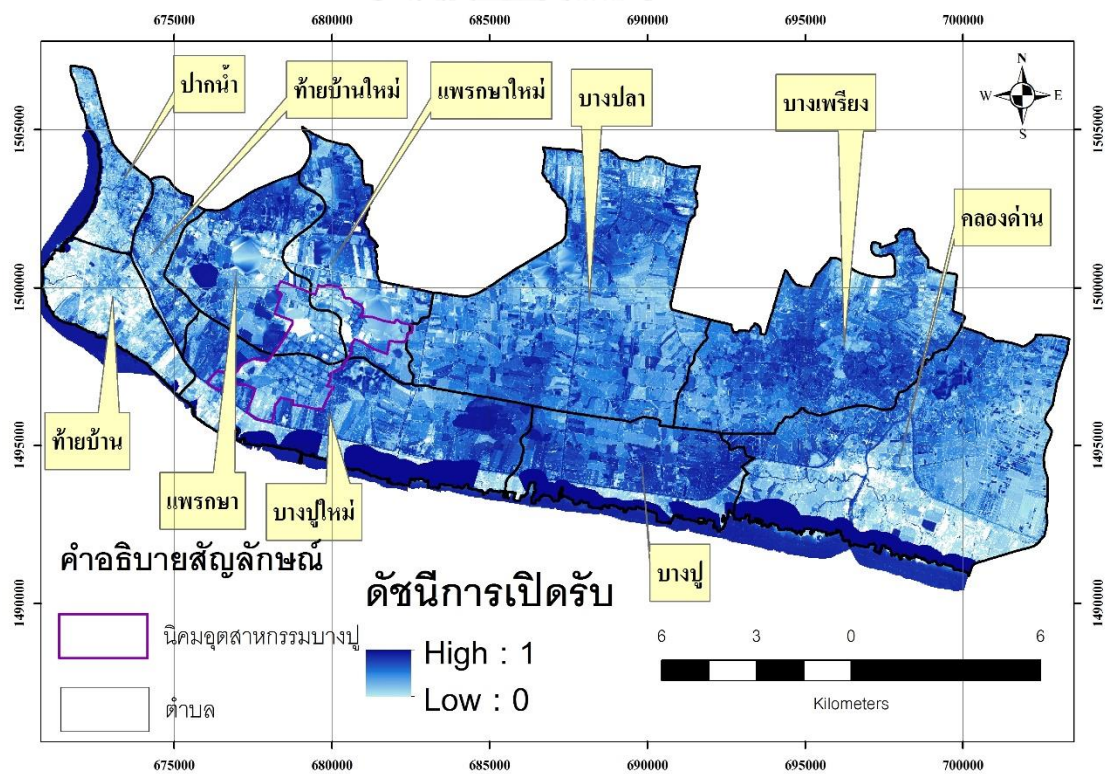 675000 680000 685000 690000 695000 700000
ปากน้ำ
ท้ายบ้านใหม่
แพรกษาใหม่
บางปลา
บางเพรียง
N
W E
S
1505000 1505000
คลองด่าน
1500000 1500000
ท้ายบ้าน
1495000 1495000
แพรกษา
บางปูใหม่
บางปู
คำอธิบายสัญลักษณ์
นิคมอุตสาหกรรมบางปู
ตำบล
ดัชนีการเปิดรับ
High : 1
Low : 0
1490000 1490000
6 3 0 6
Kilometers
675000 680000 685000 690000 695000 700000